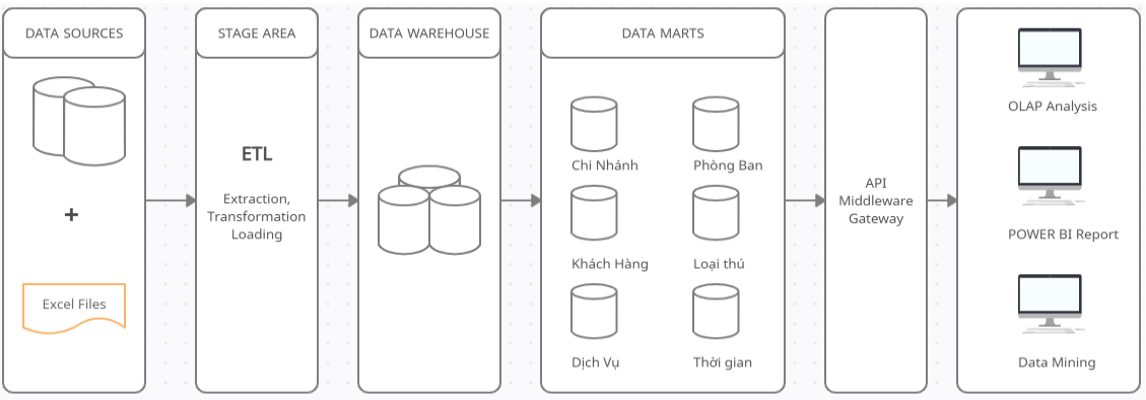 DATA SOURCES
Excel Files
+
STAGE AREA
ETL
Extraction,
Transformation
Loading
DATA WAREHOUSE
DATA MARTS
Chi Nhánh
Phòng Ban
Khách Hàng
Loại thú
Dịch Vụ
Thời gian
API
Middleware
Gateway
OLAP Analysis
POWER BI Report
Data Mining